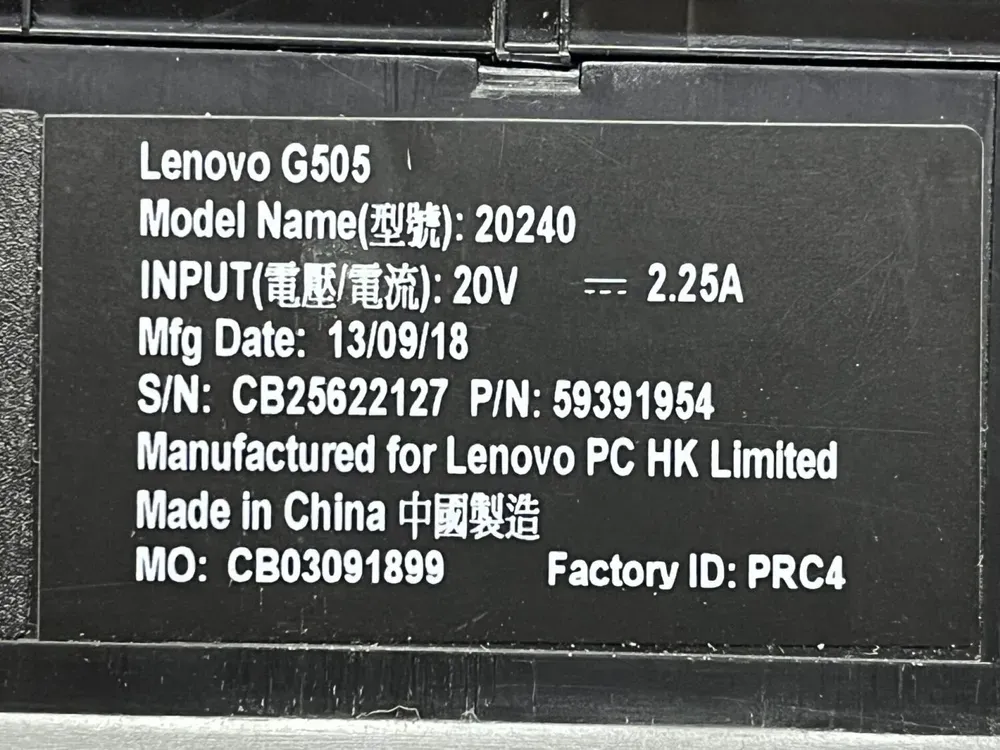 Lenovo G505
Model Name(型號): 20240
INPUT(電壓/電流): 20V ⎓ 2.25A
Mfg Date: 13/09/18
S/N: CB25622127 P/N: 59391954
Manufactured for Lenovo PC HK Limited
Made in China 中國製造
MO: CB03091899 Factory ID: PRC4